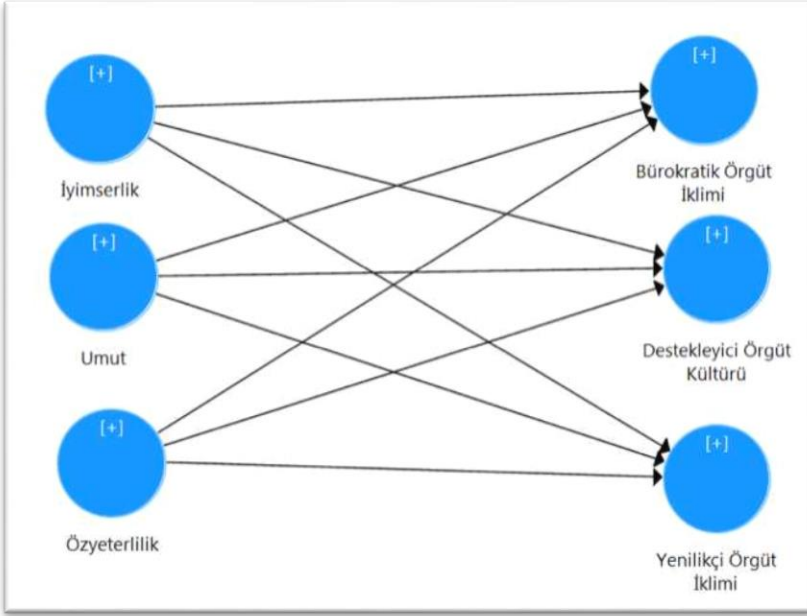 [+]
İyimserlik
[+]
Umut
[+]
Özyeterlilik
[+]
Bürokratik Örgüt
İklimi
[+]
Destekleyici Örgüt
Kültürü
[+]
Yenilikçi Örgüt
İklimi